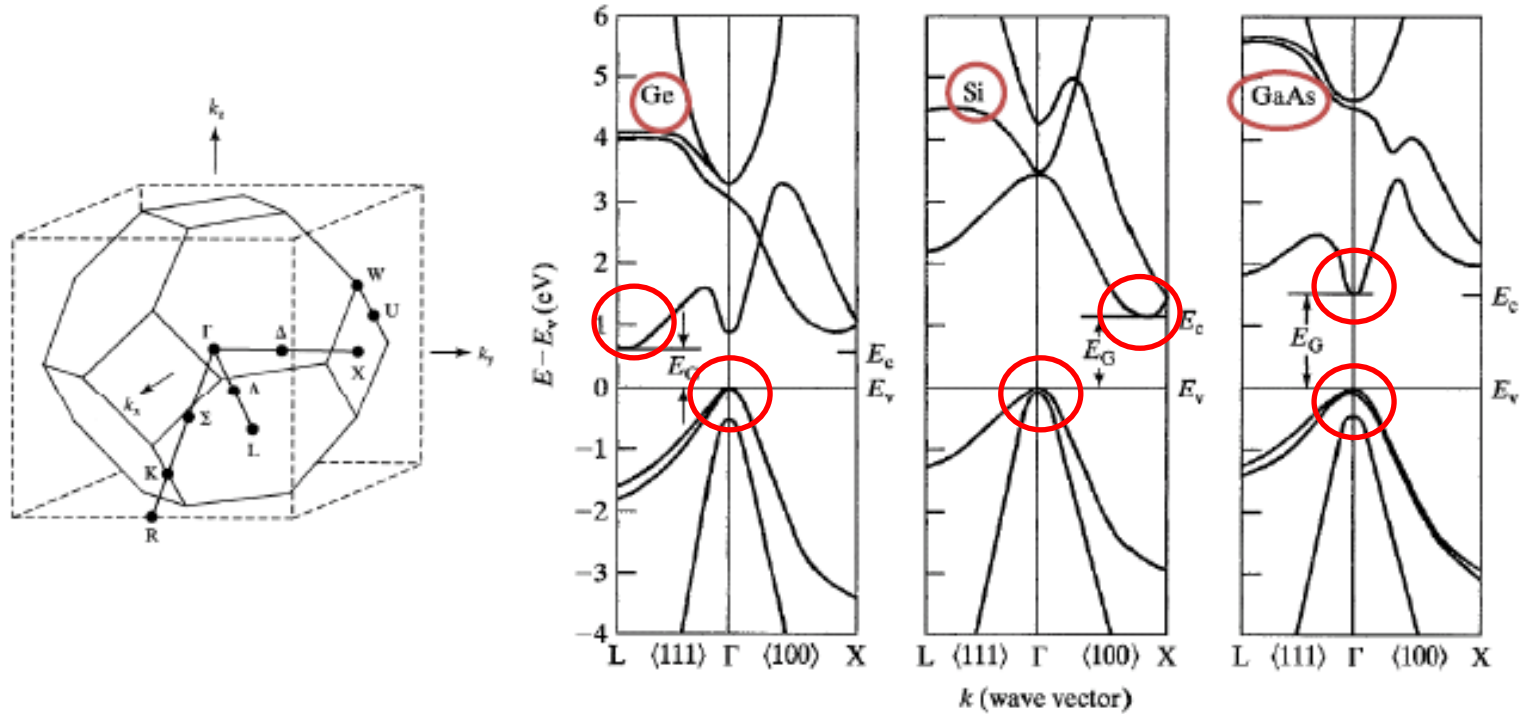 k_z
W
U
Γ
Δ
X
k_y
k_x
Λ
Σ
L
K
R
E − E_v (eV)
6
5
4
3
2
1
0
−1
−2
−3
−4
Ge
E_G
E_c
E_v
Si
E_G
E_c
E_v
GaAs
E_G
E_c
E_v
L ⟨111⟩ Γ ⟨100⟩ X
L ⟨111⟩ Γ ⟨100⟩ X
L ⟨111⟩ Γ ⟨100⟩ X
k (wave vector)